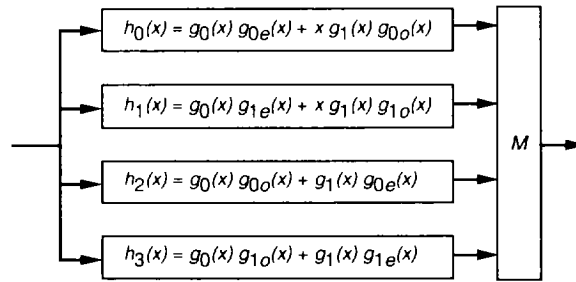 h₀(x) = g₀(x) g₀ₑ(x) + x g₁(x) g₀ₒ(x)
h₁(x) = g₀(x) g₁ₑ(x) + x g₁(x) g₁ₒ(x)
M
h₂(x) = g₀(x) g₀ₒ(x) + g₁(x) g₀ₑ(x)
h₃(x) = g₀(x) g₁ₒ(x) + g₁(x) g₁ₑ(x)